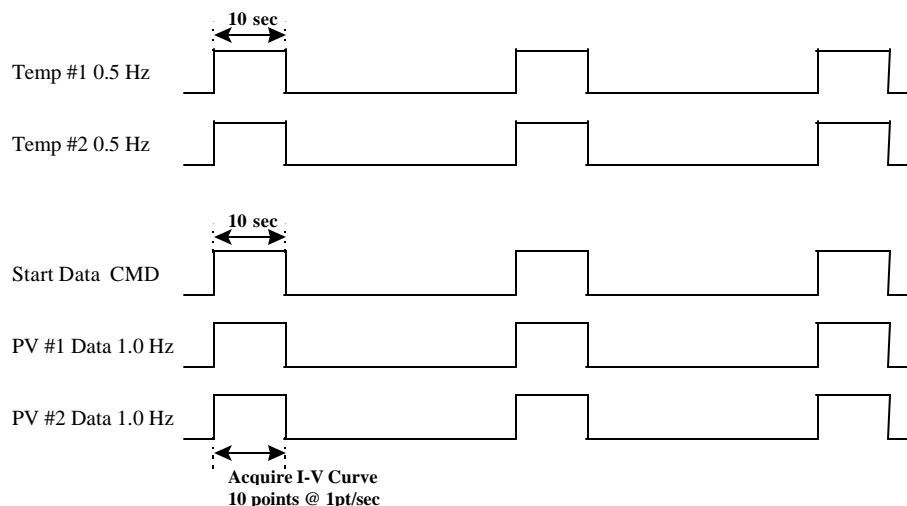 10 sec
Temp #1 0.5 Hz
Temp #2 0.5 Hz
10 sec
Start Data CMD
PV #1 Data 1.0 Hz
PV #2 Data 1.0 Hz
Acquire I-V Curve
10 points @ 1pt/sec